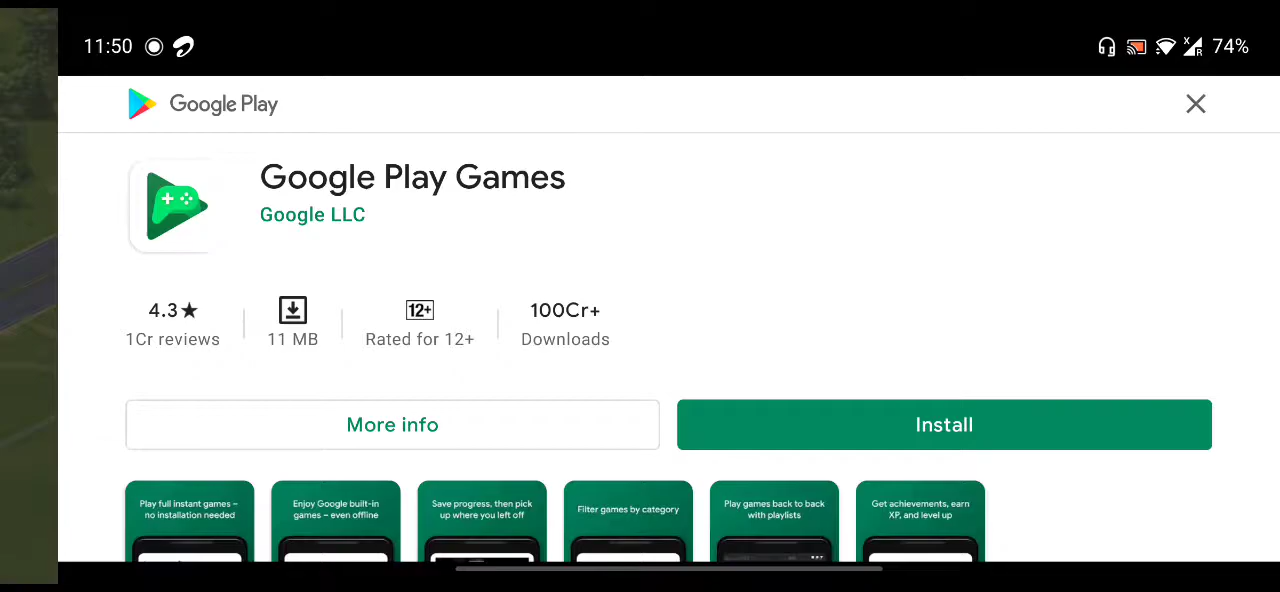 11:50
74%
Google Play
Google Play Games
Google LLC
4.3★
1Cr reviews
11 MB
12+
Rated for 12+
100Cr+
Downloads
More info
Install
Play full instant games –
no installation needed
Enjoy Google built-in
games – even offline
Save progress, then pick
up where you left off
Filter games by category
Play games back to back
with playlists
Get achievements, earn
XP, and level up